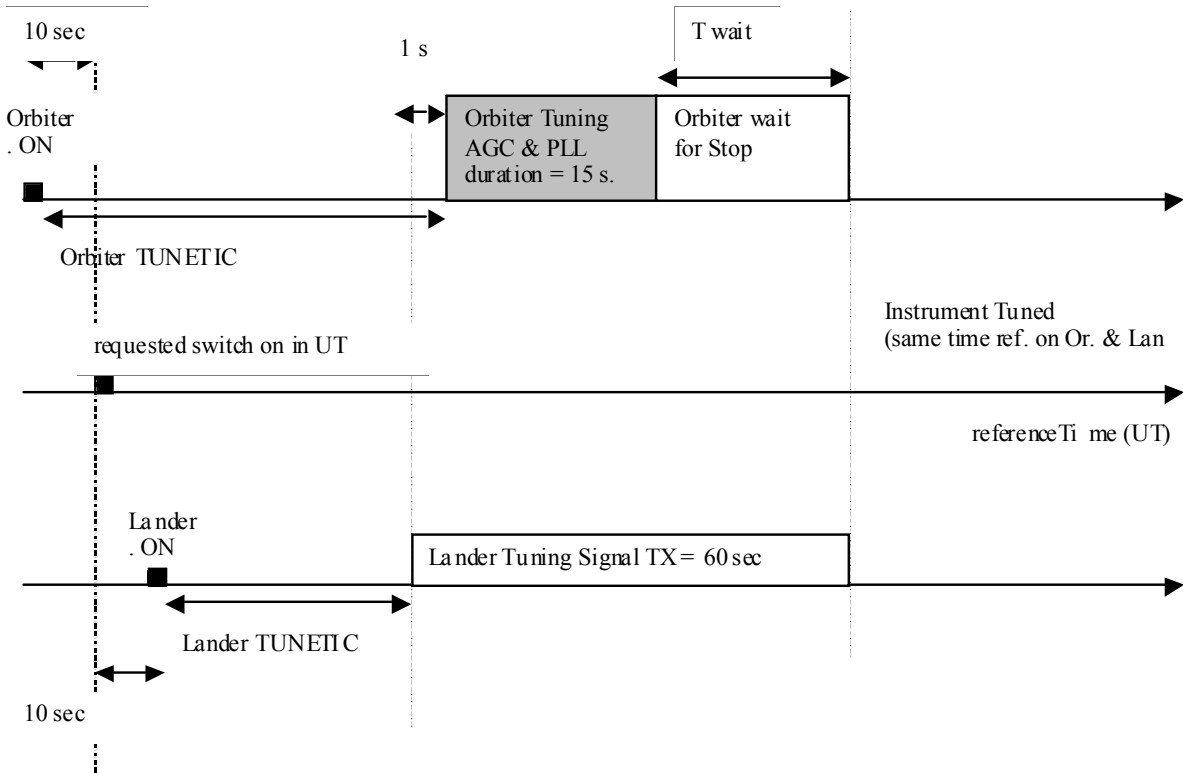 10 sec
T wait
1 s
Orbiter
. ON
Orbiter Tuning
AGC & PLL
duration = 15 s.
Orbiter wait
for Stop
Orbiter TUNETIC
Instrument Tuned
(same time ref. on Or. & Lan
requested switch on in UT
referenceTi me (UT)
Lander
. ON
Lander Tuning Signal TX = 60 sec
Lander TUNETIC
10 sec